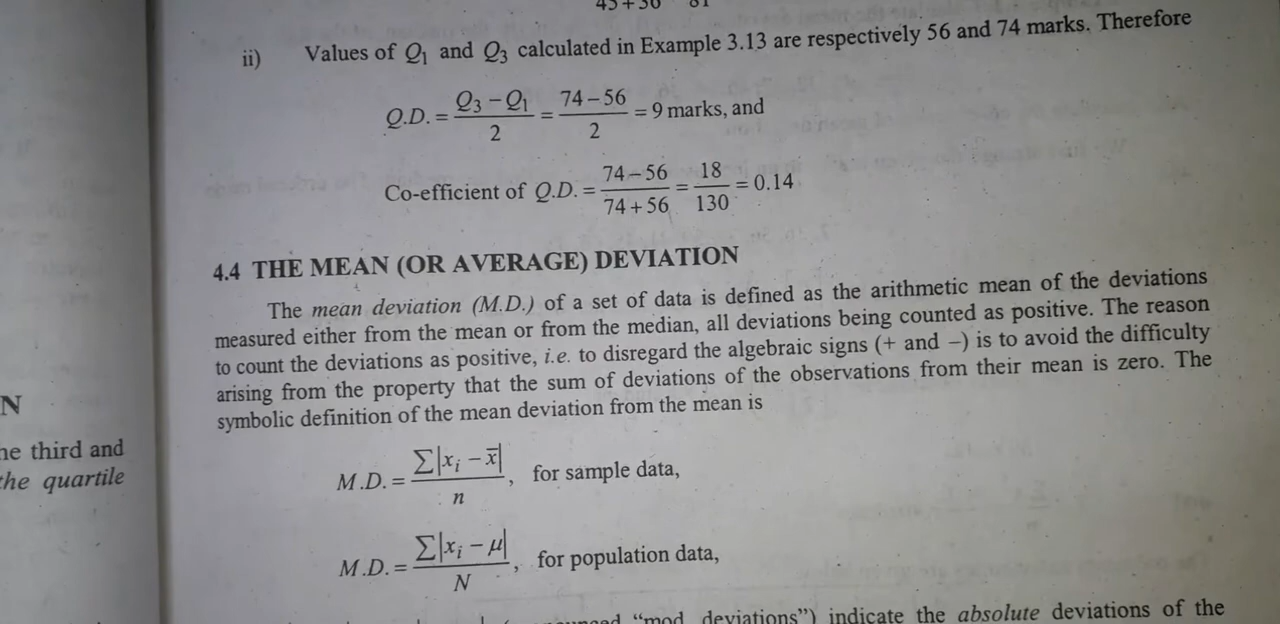 45+36 81
ii) Values of Q₁ and Q₃ calculated in Example 3.13 are respectively 56 and 74 marks. Therefore
Q.D. = (Q₃ − Q₁)/2 = (74 − 56)/2 = 9 marks, and
Co-efficient of Q.D. = (74 − 56)/(74 + 56) = 18/130 = 0.14
4.4 THE MEAN (OR AVERAGE) DEVIATION
The mean deviation (M.D.) of a set of data is defined as the arithmetic mean of the deviations
measured either from the mean or from the median, all deviations being counted as positive. The reason
to count the deviations as positive, i.e. to disregard the algebraic signs (+ and −) is to avoid the difficulty
arising from the property that the sum of deviations of the observations from their mean is zero. The
symbolic definition of the mean deviation from the mean is
M.D. = Σ|xᵢ − x̄|/n, for sample data,
M.D. = Σ|xᵢ − μ|/N, for population data,
“mod deviations”) indicate the absolute deviations of the
N
third and
the quartile